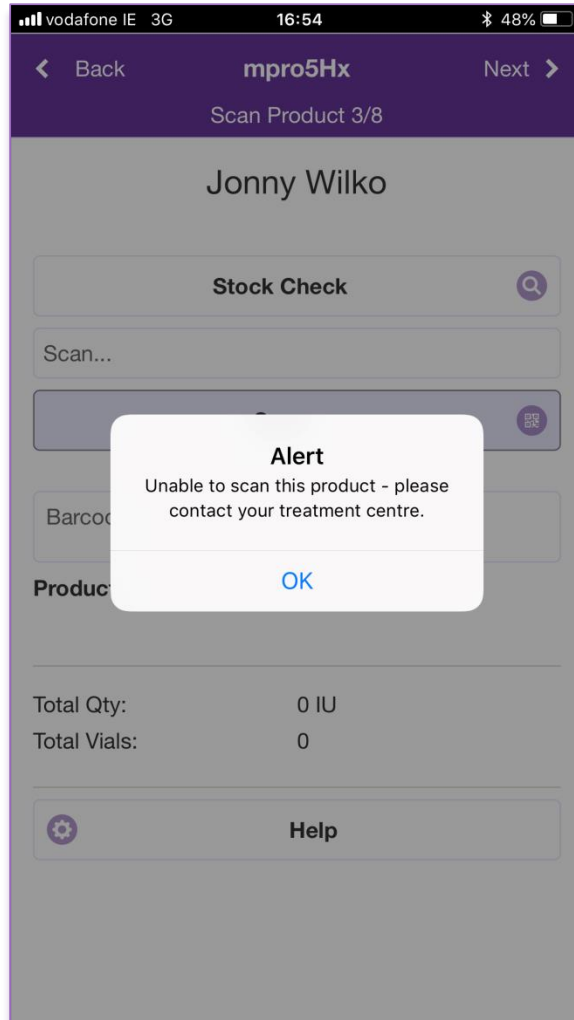 vodafone IE 3G 16:54 48%
Back mpro5Hx Next
Scan Product 3/8
Jonny Wilko
Stock Check
Scan...
Alert
Unable to scan this product - please
contact your treatment centre.
OK
Total Qty: 0 IU
Total Vials: 0
Help